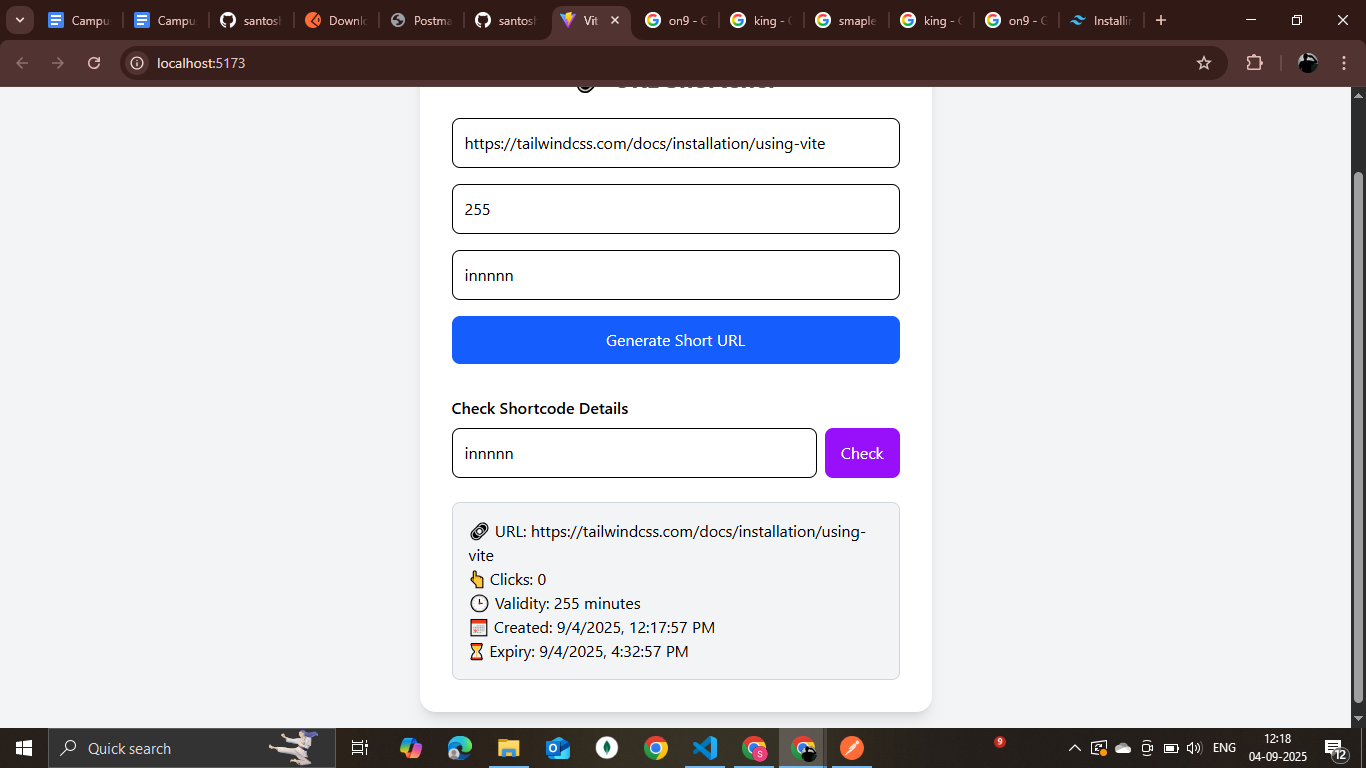 Campu
Campu
santosh
Downlo
Postma
santosh
Vit
on9 - G
king - G
smaple
king - G
on9 - G
Installin
localhost:5173
https://tailwindcss.com/docs/installation/using-vite
255
innnnn
Generate Short URL
Check Shortcode Details
innnnn
Check
URL: https://tailwindcss.com/docs/installation/using-
vite
Clicks: 0
Validity: 255 minutes
Created: 9/4/2025, 12:17:57 PM
Expiry: 9/4/2025, 4:32:57 PM
Quick search
S
9
ENG
12:18
04-09-2025
12